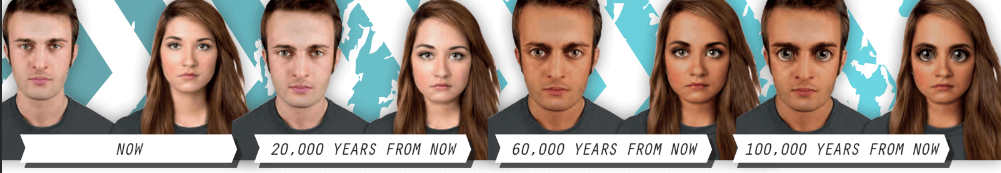 NOW
20,000 YEARS FROM NOW
60,000 YEARS FROM NOW
100,000 YEARS FROM NOW